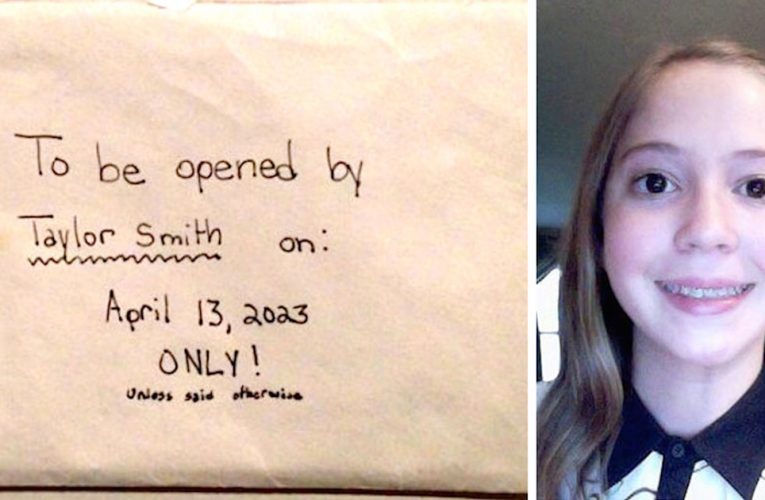 To be opened by
Taylor Smith on:
April 13, 2023
ONLY!
Unless said otherwise